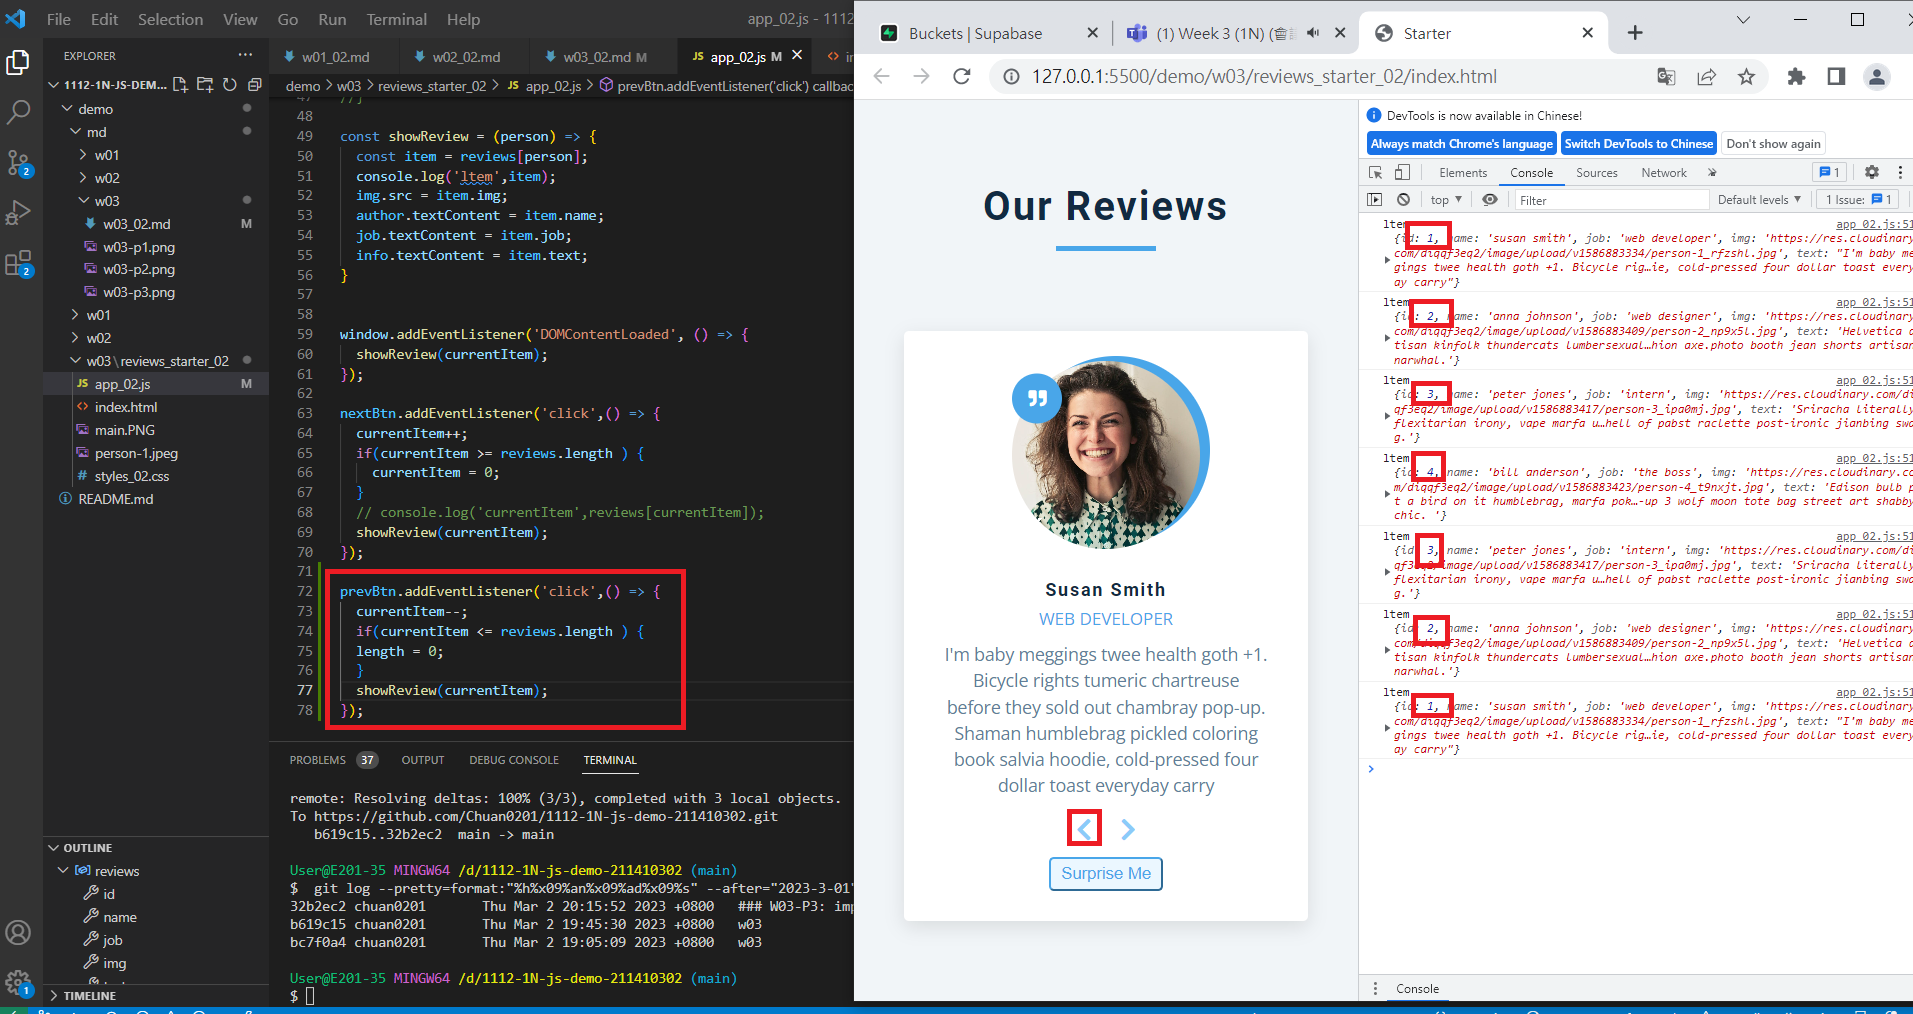 File Edit Selection View Go Run Terminal Help app_02.js - 1112
EXPLORER
1112-1N-JS-DEM...
demo
md
w01
w02
w03
w03_02.md M
w03-p1.png
w03-p2.png
w03-p3.png
w01
w02
w03\reviews_starter_02
JS app_02.js M
index.html
main.PNG
person-1.jpeg
# styles_02.css
README.md
OUTLINE
reviews
id
name
job
img
TIMELINE
2
2
1
w01_02.md w02_02.md w03_02.md M JS app_02.js M
demo > w03 > reviews_starter_02 > JS app_02.js > prevBtn.addEventListener('click') callback
47 //}
48
49 const showReview = (person) => {
50 const item = reviews[person];
51 console.log('ltem',item);
52 img.src = item.img;
53 author.textContent = item.name;
54 job.textContent = item.job;
55 info.textContent = item.text;
56 }
57
58
59 window.addEventListener('DOMContentLoaded', () => {
60 showReview(currentItem);
61 });
62
63 nextBtn.addEventListener('click',() => {
64 currentItem++;
65 if(currentItem >= reviews.length ) {
66 currentItem = 0;
67 }
68 // console.log('currentItem',reviews[currentItem]);
69 showReview(currentItem);
70 });
71
72 prevBtn.addEventListener('click',() => {
73 currentItem--;
74 if(currentItem <= reviews.length ) {
75 length = 0;
76 }
77 showReview(currentItem);
78 });
PROBLEMS 37 OUTPUT DEBUG CONSOLE TERMINAL
remote: Resolving deltas: 100% (3/3), completed with 3 local objects.
To https://github.com/Chuan0201/1112-1N-js-demo-211410302.git
b619c15..32b2ec2 main -> main
User@E201-35 MINGW64 /d/1112-1N-js-demo-211410302 (main)
$ git log --pretty=format:"%h%x09%an%x09%ad%x09%s" --after="2023-3-01"
32b2ec2 chuan0201 Thu Mar 2 20:15:52 2023 +0800 ### W03-P3: imp
b619c15 chuan0201 Thu Mar 2 19:45:30 2023 +0800 w03
bc7f0a4 chuan0201 Thu Mar 2 19:05:09 2023 +0800 w03
User@E201-35 MINGW64 /d/1112-1N-js-demo-211410302 (main)
$
Buckets | Supabase (1) Week 3 (1N) (會 Starter
127.0.0.1:5500/demo/w03/reviews_starter_02/index.html
Our Reviews
Susan Smith
WEB DEVELOPER
I'm baby meggings twee health goth +1.
Bicycle rights tumeric chartreuse
before they sold out chambray pop-up.
Shaman humblebrag pickled coloring
book salvia hoodie, cold-pressed four
dollar toast everyday carry
Surprise Me
DevTools is now available in Chinese!
Always match Chrome's language Switch DevTools to Chinese Don't show again
Elements Console Sources Network » 1
top Filter Default levels 1 Issue: 1
ltem app_02.js:51
{id: 1, name: 'susan smith', job: 'web developer', img: 'https://res.cloudinary.
com/diqqf3eq2/image/upload/v1586883334/person-1_rfzshl.jpg', text: "I'm baby me
gings twee health goth +1. Bicycle rig…ie, cold-pressed four dollar toast every
ay carry"}
ltem app_02.js:51
{id: 2, name: 'anna johnson', job: 'web designer', img: 'https://res.cloudinary.
com/diqqf3eq2/image/upload/v1586883409/person-2_np9x5l.jpg', text: 'Helvetica a
tisan kinfolk thundercats lumbersexual…hion axe.photo booth jean shorts artisan
narwhal.'}
ltem app_02.js:51
{id: 3, name: 'peter jones', job: 'intern', img: 'https://res.cloudinary.com/di
qf3eq2/image/upload/v1586883417/person-3_ipa0mj.jpg', text: 'Sriracha literally
flexitarian irony, vape marfa u…hell of pabst raclette post-ironic jianbing swa
g.'}
ltem app_02.js:51
{id: 4, name: 'bill anderson', job: 'the boss', img: 'https://res.cloudinary.co
m/diqqf3eq2/image/upload/v1586883423/person-4_t9nxjt.jpg', text: 'Edison bulb p
t a bird on it humblebrag, marfa pok…-up 3 wolf moon tote bag street art shabby
chic. '}
ltem app_02.js:51
{id: 3, name: 'peter jones', job: 'intern', img: 'https://res.cloudinary.com/di
qf3eq2/image/upload/v1586883417/person-3_ipa0mj.jpg', text: 'Sriracha literally
flexitarian irony, vape marfa u…hell of pabst raclette post-ironic jianbing swa
g.'}
ltem app_02.js:51
{id: 2, name: 'anna johnson', job: 'web designer', img: 'https://res.cloudinary.
com/diqqf3eq2/image/upload/v1586883409/person-2_np9x5l.jpg', text: 'Helvetica a
tisan kinfolk thundercats lumbersexual…hion axe.photo booth jean shorts artisan
narwhal.'}
ltem app_02.js:51
{id: 1, name: 'susan smith', job: 'web developer', img: 'https://res.cloudinary.
com/diqqf3eq2/image/upload/v1586883334/person-1_rfzshl.jpg', text: "I'm baby me
gings twee health goth +1. Bicycle rig…ie, cold-pressed four dollar toast every
ay carry"}
Console